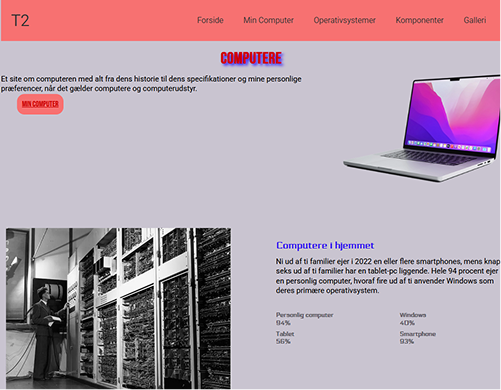 T2
Forside Min Computer Operativsystemer Komponenter Galleri
COMPUTERE
Et site om computeren med alt fra dens historie til dens specifikationer og mine personlige
præferencer, når det gælder computere og computerudstyr.
MIN COMPUTER
Computere i hjemmet
Ni ud af ti familier ejer i 2022 en eller flere smartphones, mens knap
seks ud af ti familier har en tablet-pc liggende. Hele 94 procent ejer
en personlig computer, hvoraf fire ud af ti anvender Windows som
deres primære operativsystem.
Personlig computer Windows
94% 40%
Tablet Smartphone
56% 93%